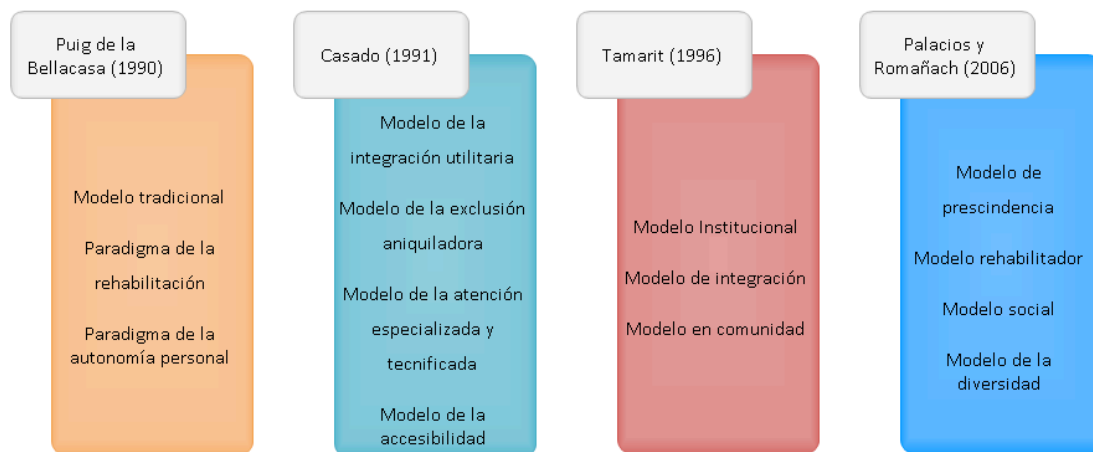 Puig de la
Bellacasa (1990)
Modelo tradicional
Paradigma de la
rehabilitación
Paradigma de la
autonomía personal
Casado (1991)
Modelo de la
integración utilitaria
Modelo de la exclusión
aniquiladora
Modelo de la atención
especializada y
tecnificada
Modelo de la
accesibilidad
Tamarit (1996)
Modelo Institucional
Modelo de integración
Modelo en comunidad
Palacios y
Romañach (2006)
Modelo de
prescindencia
Modelo rehabilitador
Modelo social
Modelo de la
diversidad